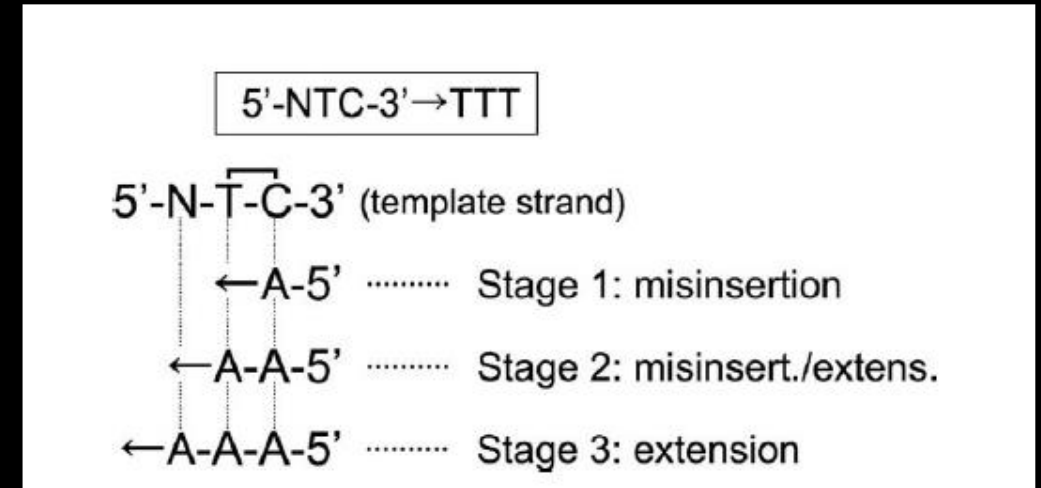 5'-NTC-3'→TTT
5'-N-T-C-3' (template strand)
←A-5' .......... Stage 1: misinsertion
←A-A-5' .......... Stage 2: misinsert./extens.
←A-A-A-5' .......... Stage 3: extension